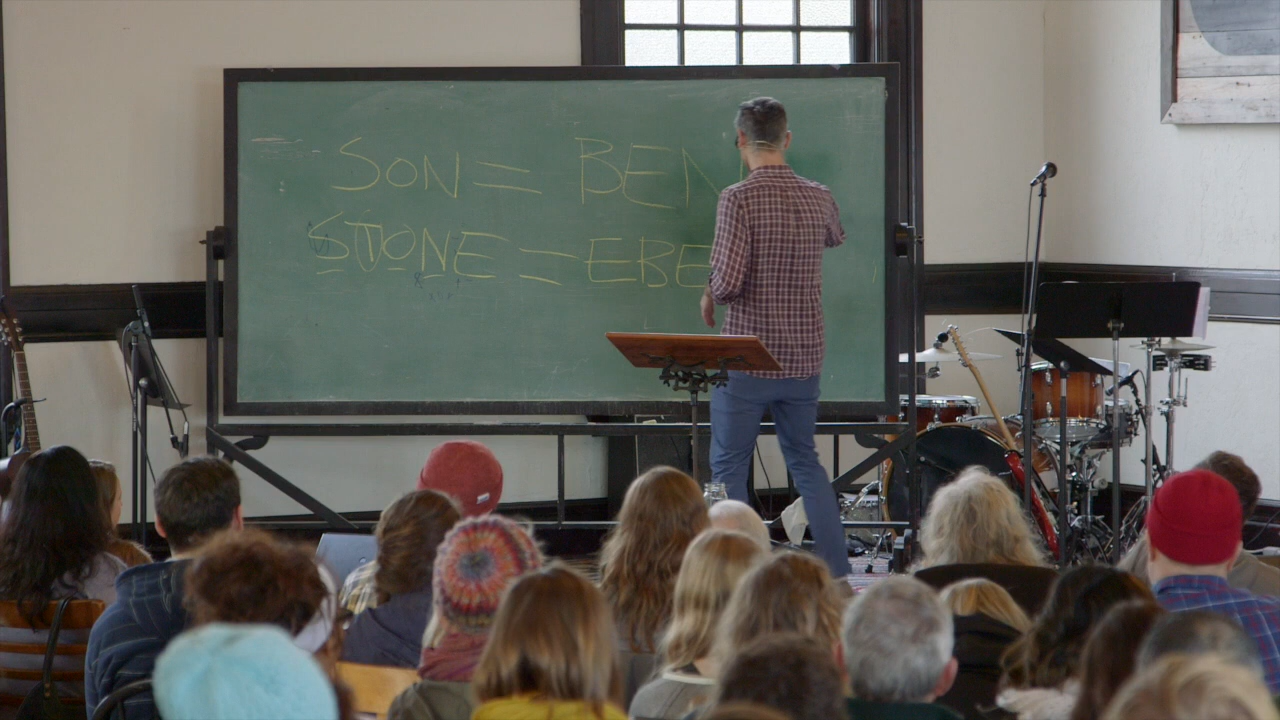 SON = BEN
STONE = EBE